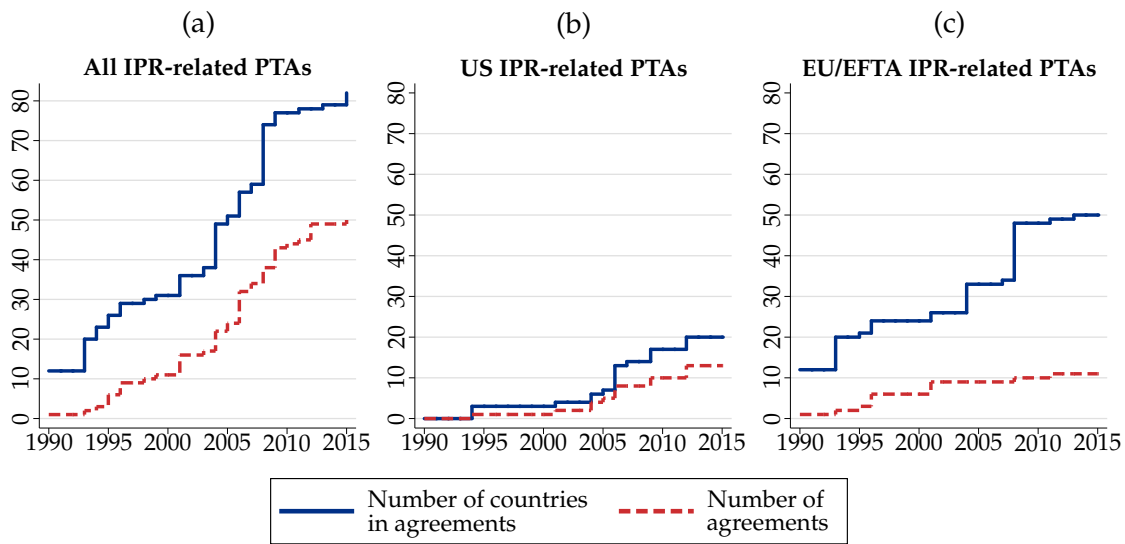 (a)
(b)
(c)
All IPR-related PTAs
US IPR-related PTAs
EU/EFTA IPR-related PTAs
80
70
60
50
40
30
20
10
0
1990 1995 2000 2005 2010 2015
80
70
60
50
40
30
20
10
0
1990 1995 2000 2005 2010 2015
80
70
60
50
40
30
20
10
0
1990 1995 2000 2005 2010 2015
Number of countries
in agreements
Number of
agreements